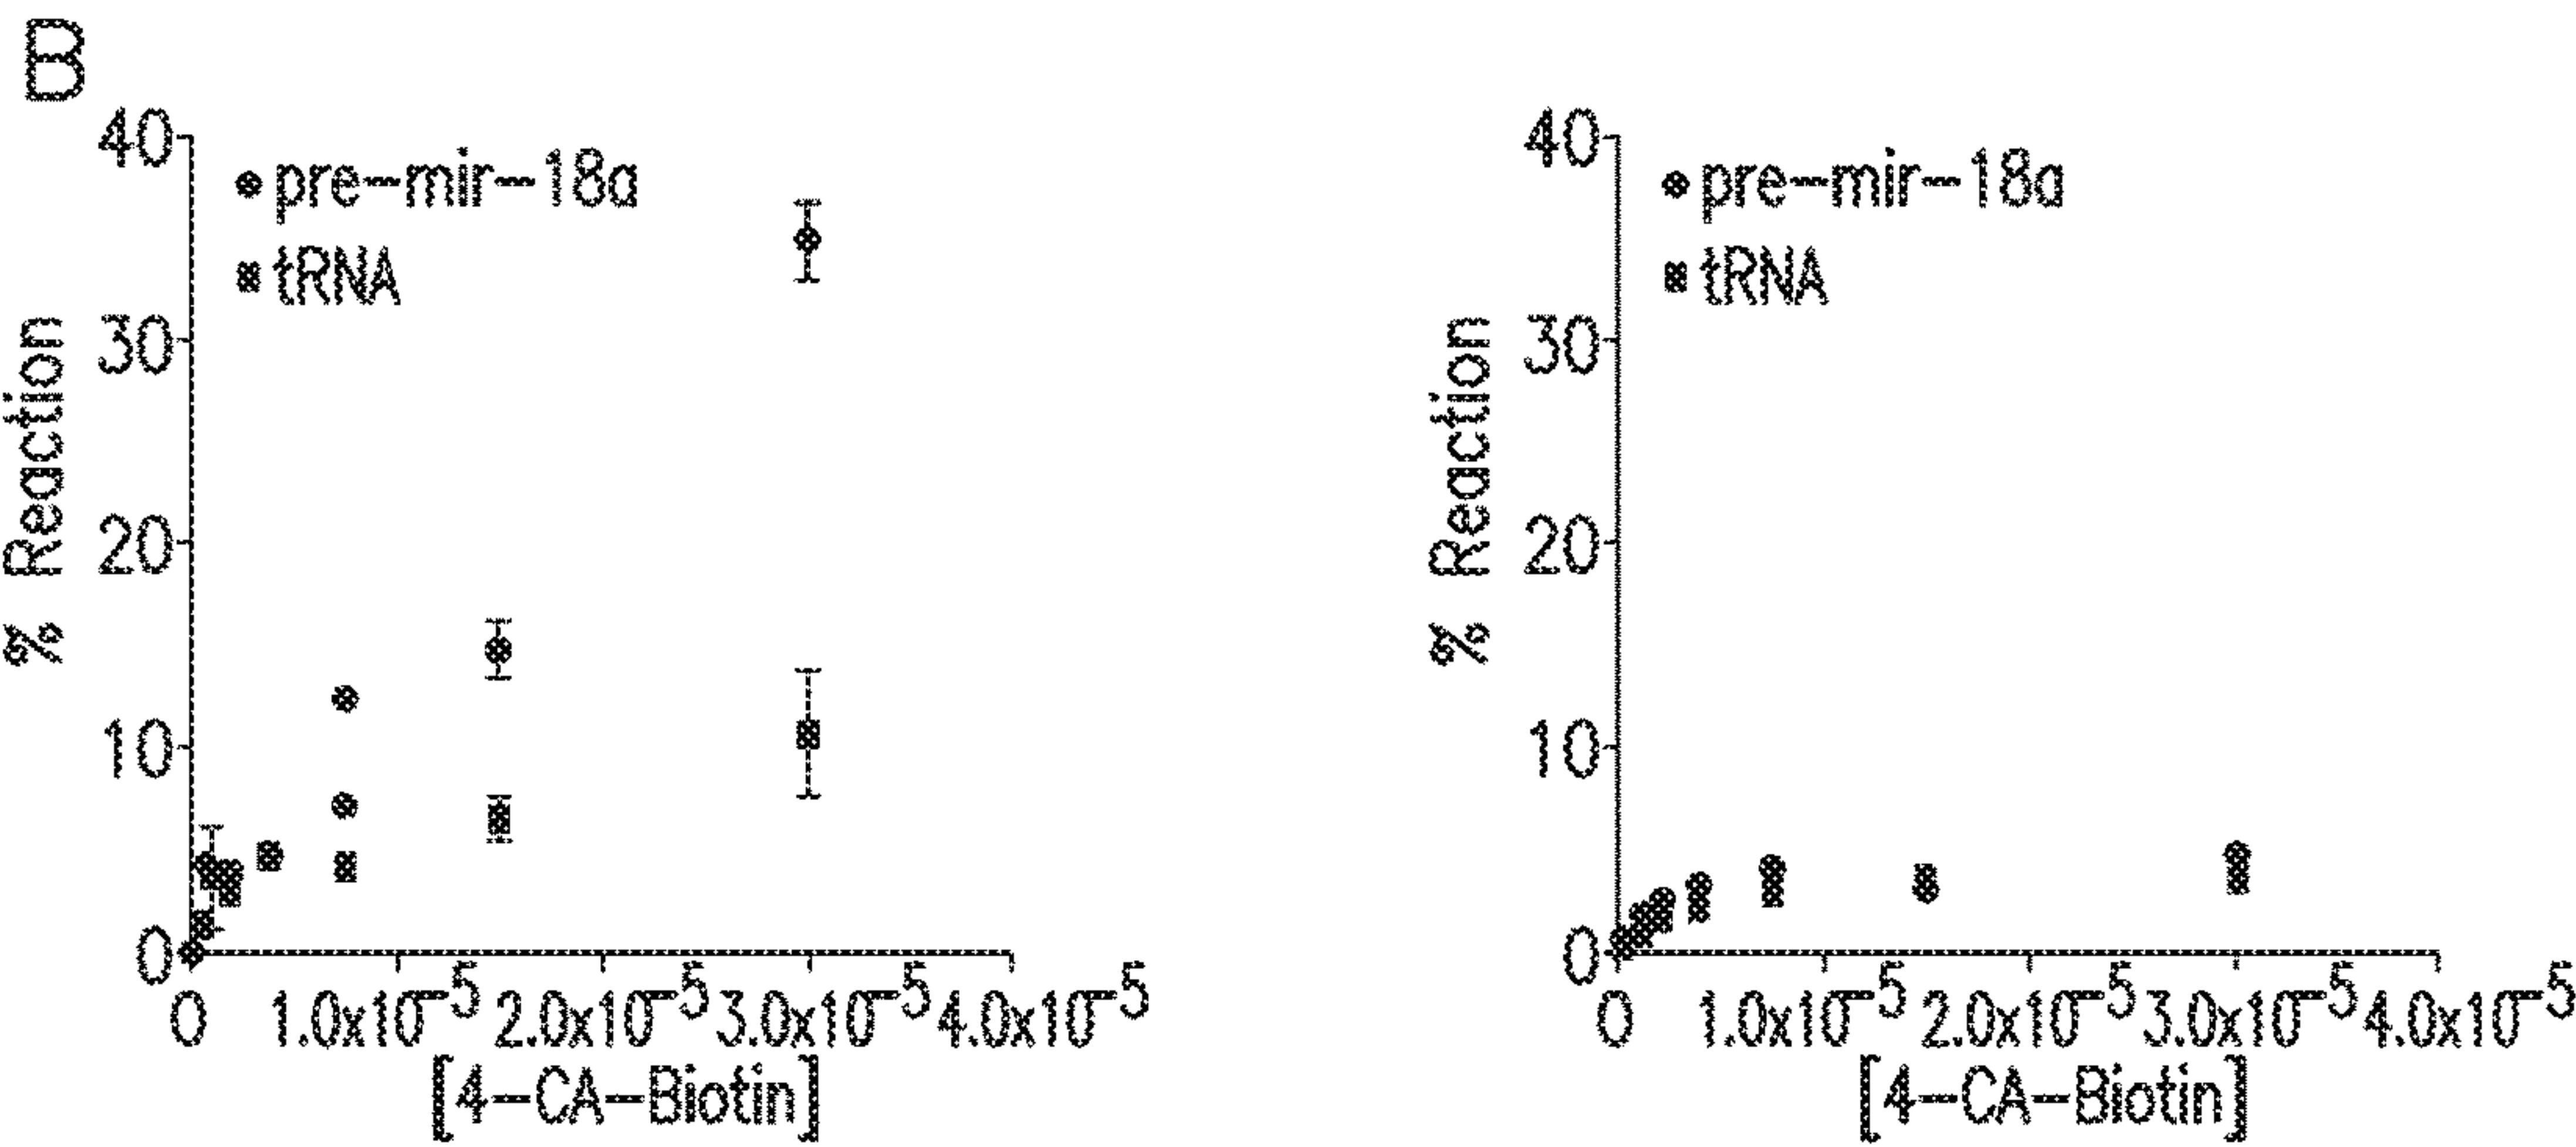 B
40
30
20
10
0
% Reaction
pre-mir-18a
tRNA
0 1.0x10-5 2.0x10-5 3.0x10-5 4.0x10-5
[4-CA-Biotin]
40
30
20
10
0
% Reaction
pre-mir-18a
tRNA
0 1.0x10-5 2.0x10-5 3.0x10-5 4.0x10-5
[4-CA-Biotin]